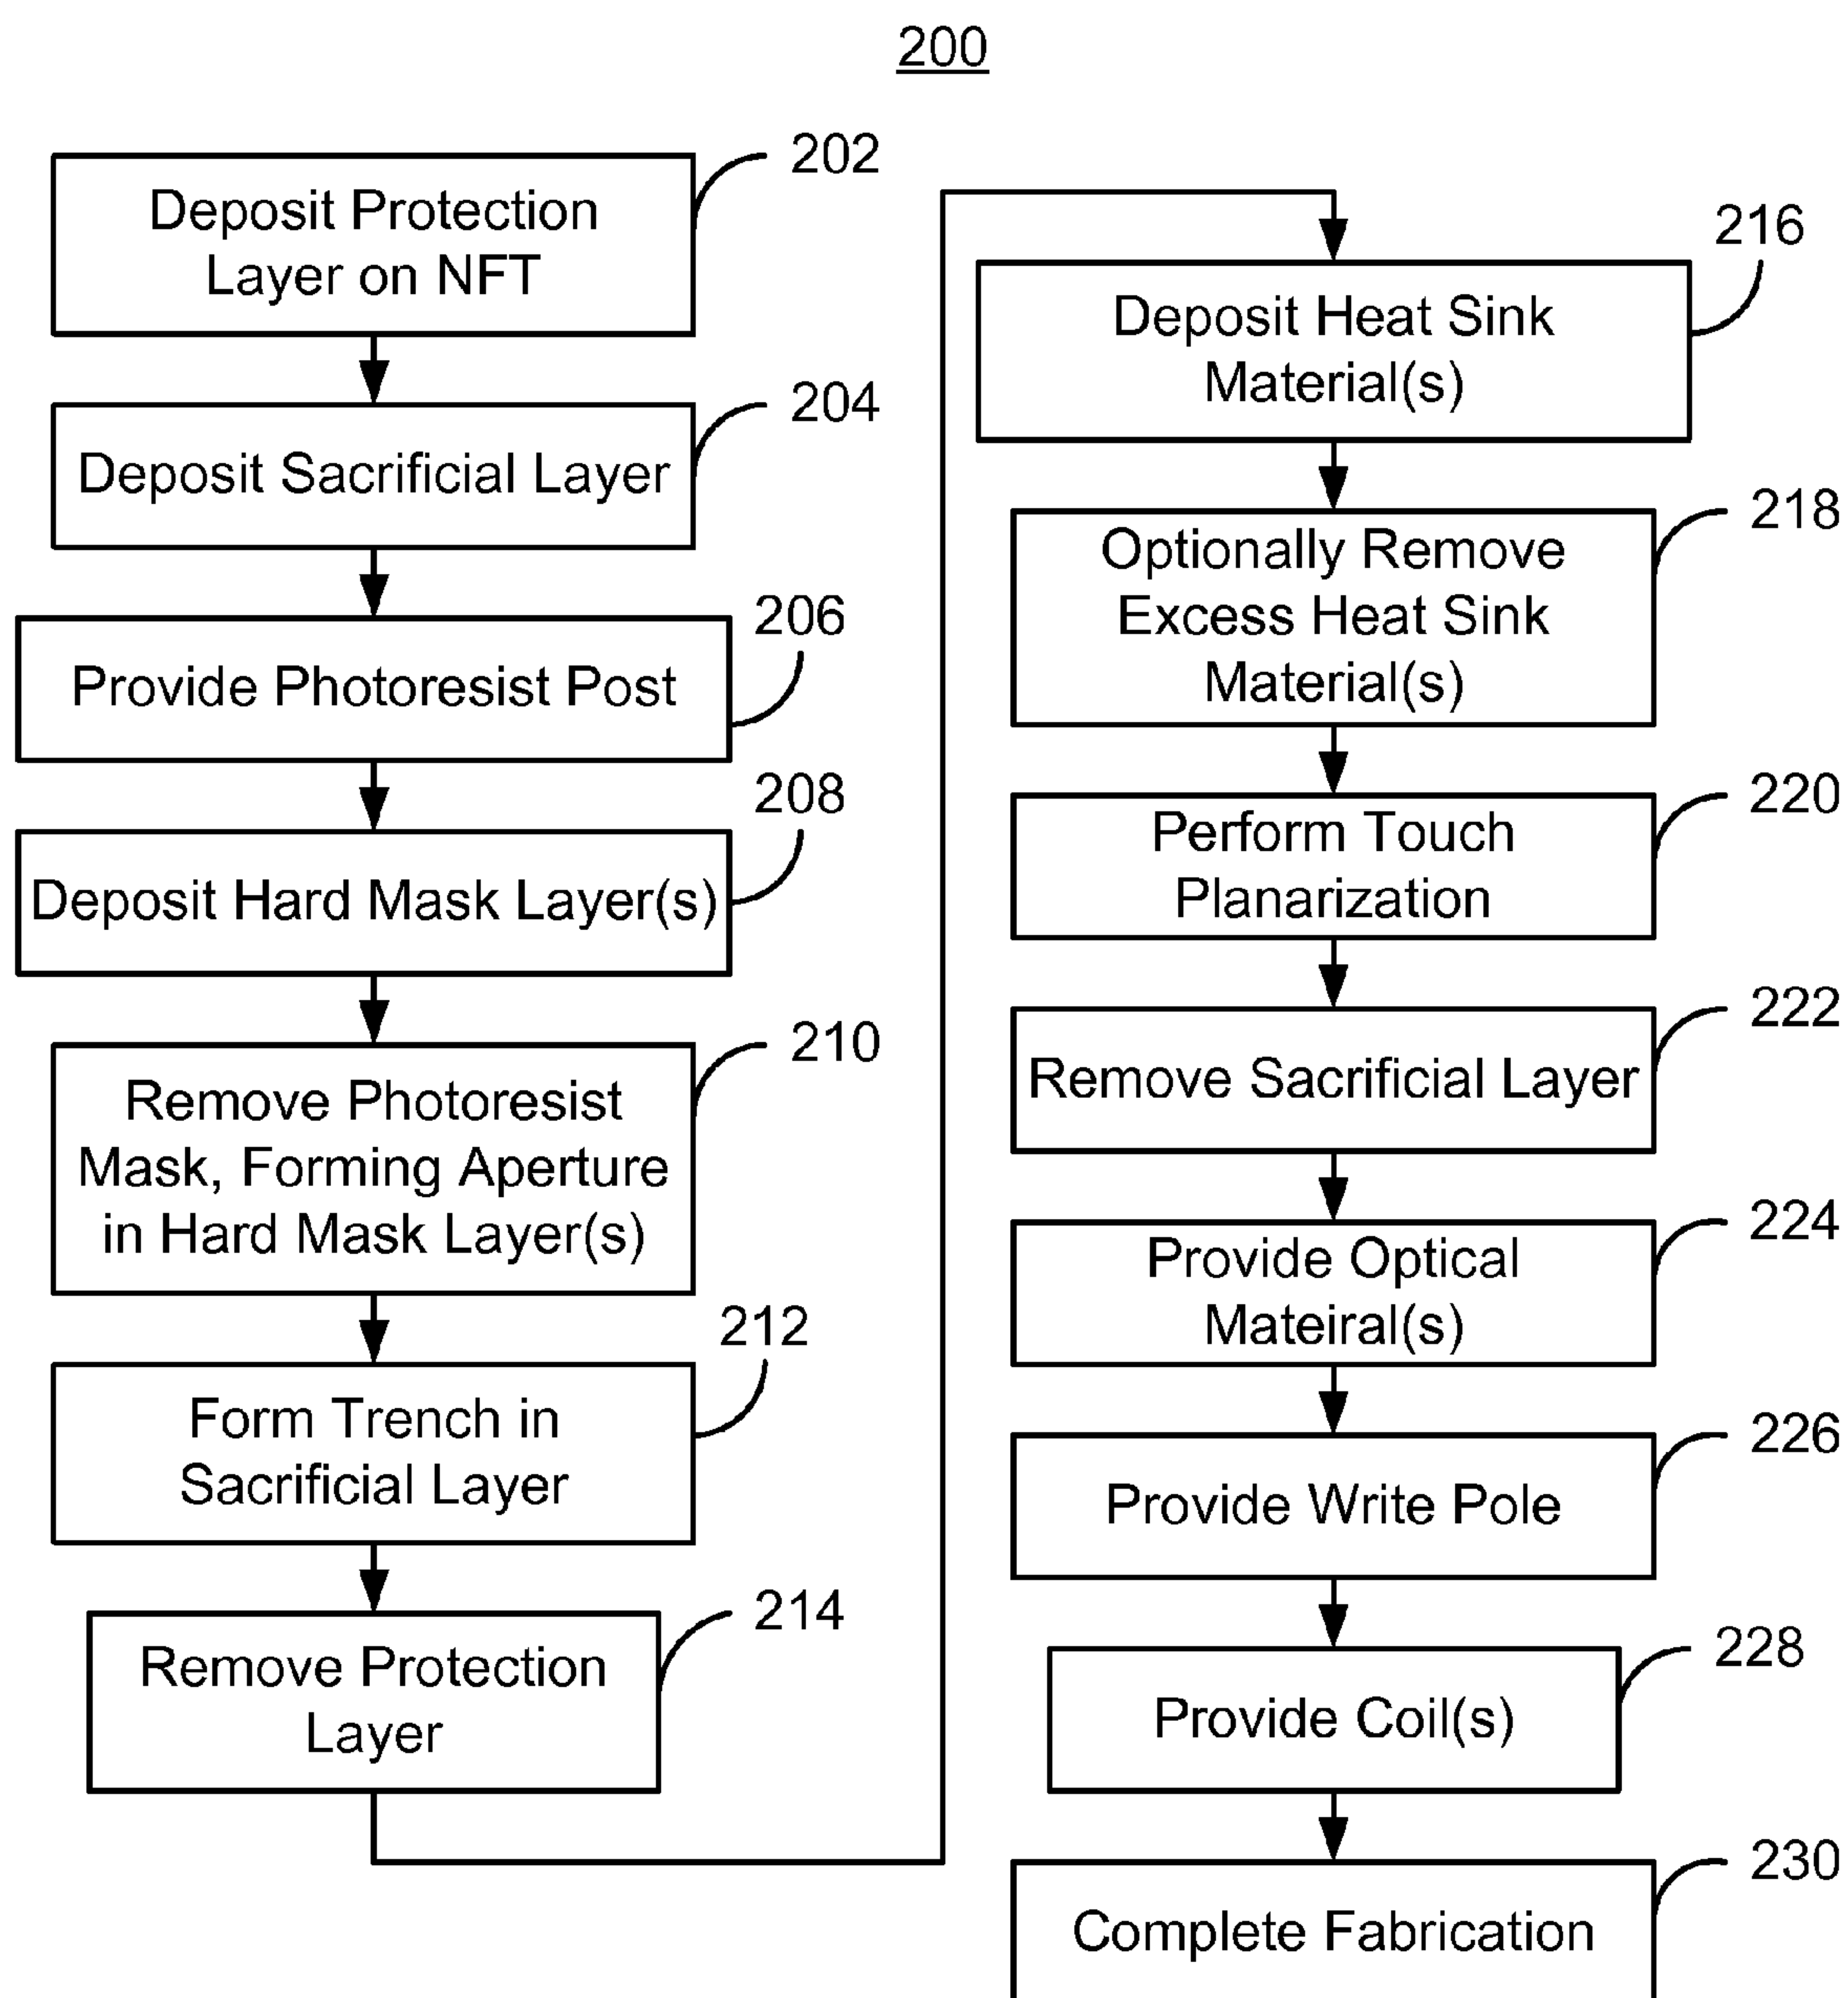 200
202
Deposit Protection
Layer on NFT
204
Deposit Sacrificial Layer
206
Provide Photoresist Post
208
Deposit Hard Mask Layer(s)
210
Remove Photoresist
Mask, Forming Aperture
in Hard Mask Layer(s)
212
Form Trench in
Sacrificial Layer
214
Remove Protection
Layer
216
Deposit Heat Sink
Material(s)
218
Optionally Remove
Excess Heat Sink
Material(s)
220
Perform Touch
Planarization
222
Remove Sacrificial Layer
224
Provide Optical
Mateiral(s)
226
Provide Write Pole
228
Provide Coil(s)
230
Complete Fabrication